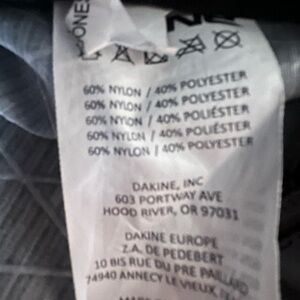 60% NYLON / 40% POLYESTER
60% NYLON / 40% POLYESTER
60% NYLON / 40% POLIÉSTER
60% NYLON / 40% POLIÉSTER
60% NYLON / 40% POLYESTER
DAKINE, INC
603 PORTWAY AVE
HOOD RIVER, OR 97031
DAKINE EUROPE
Z.A. DE PEDEBERT
10 BIS RUE DU PRE PAILLARD
74940 ANNECY LE VIEUX,